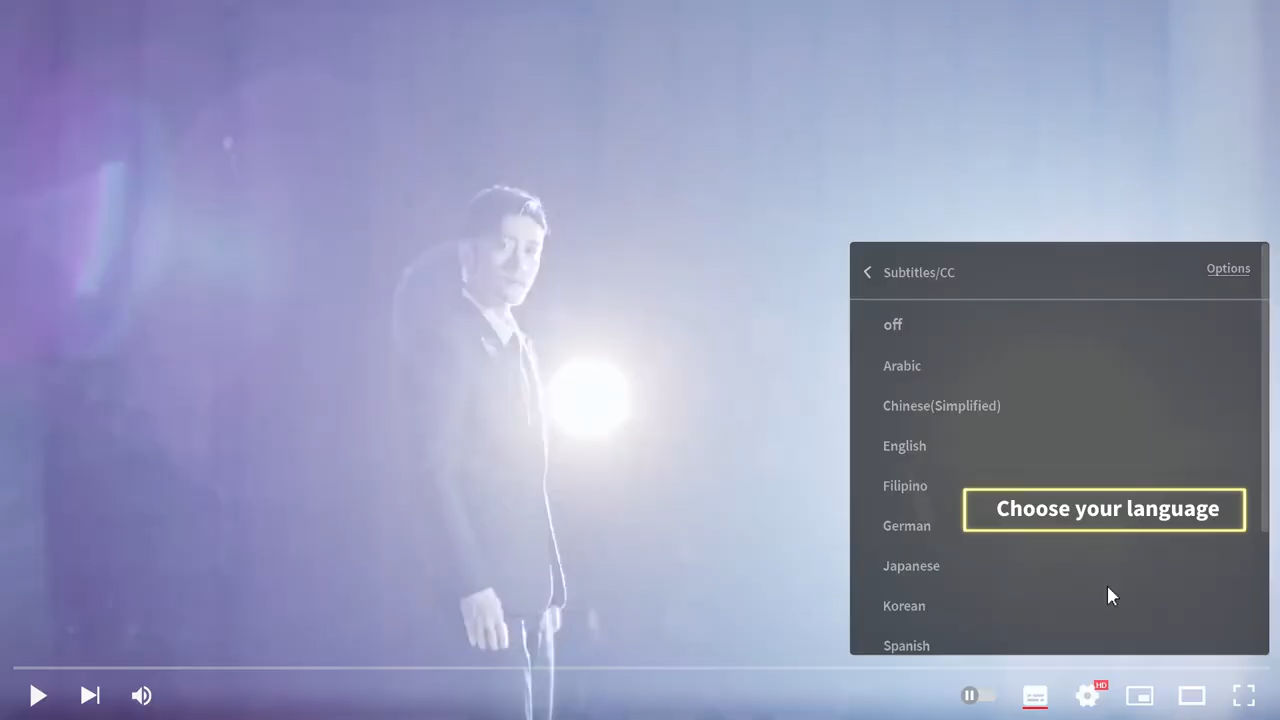 Subtitles/CC
Options
off
Arabic
Chinese(Simplified)
English
Filipino
German
Choose your language
Japanese
Korean
Spanish
HD